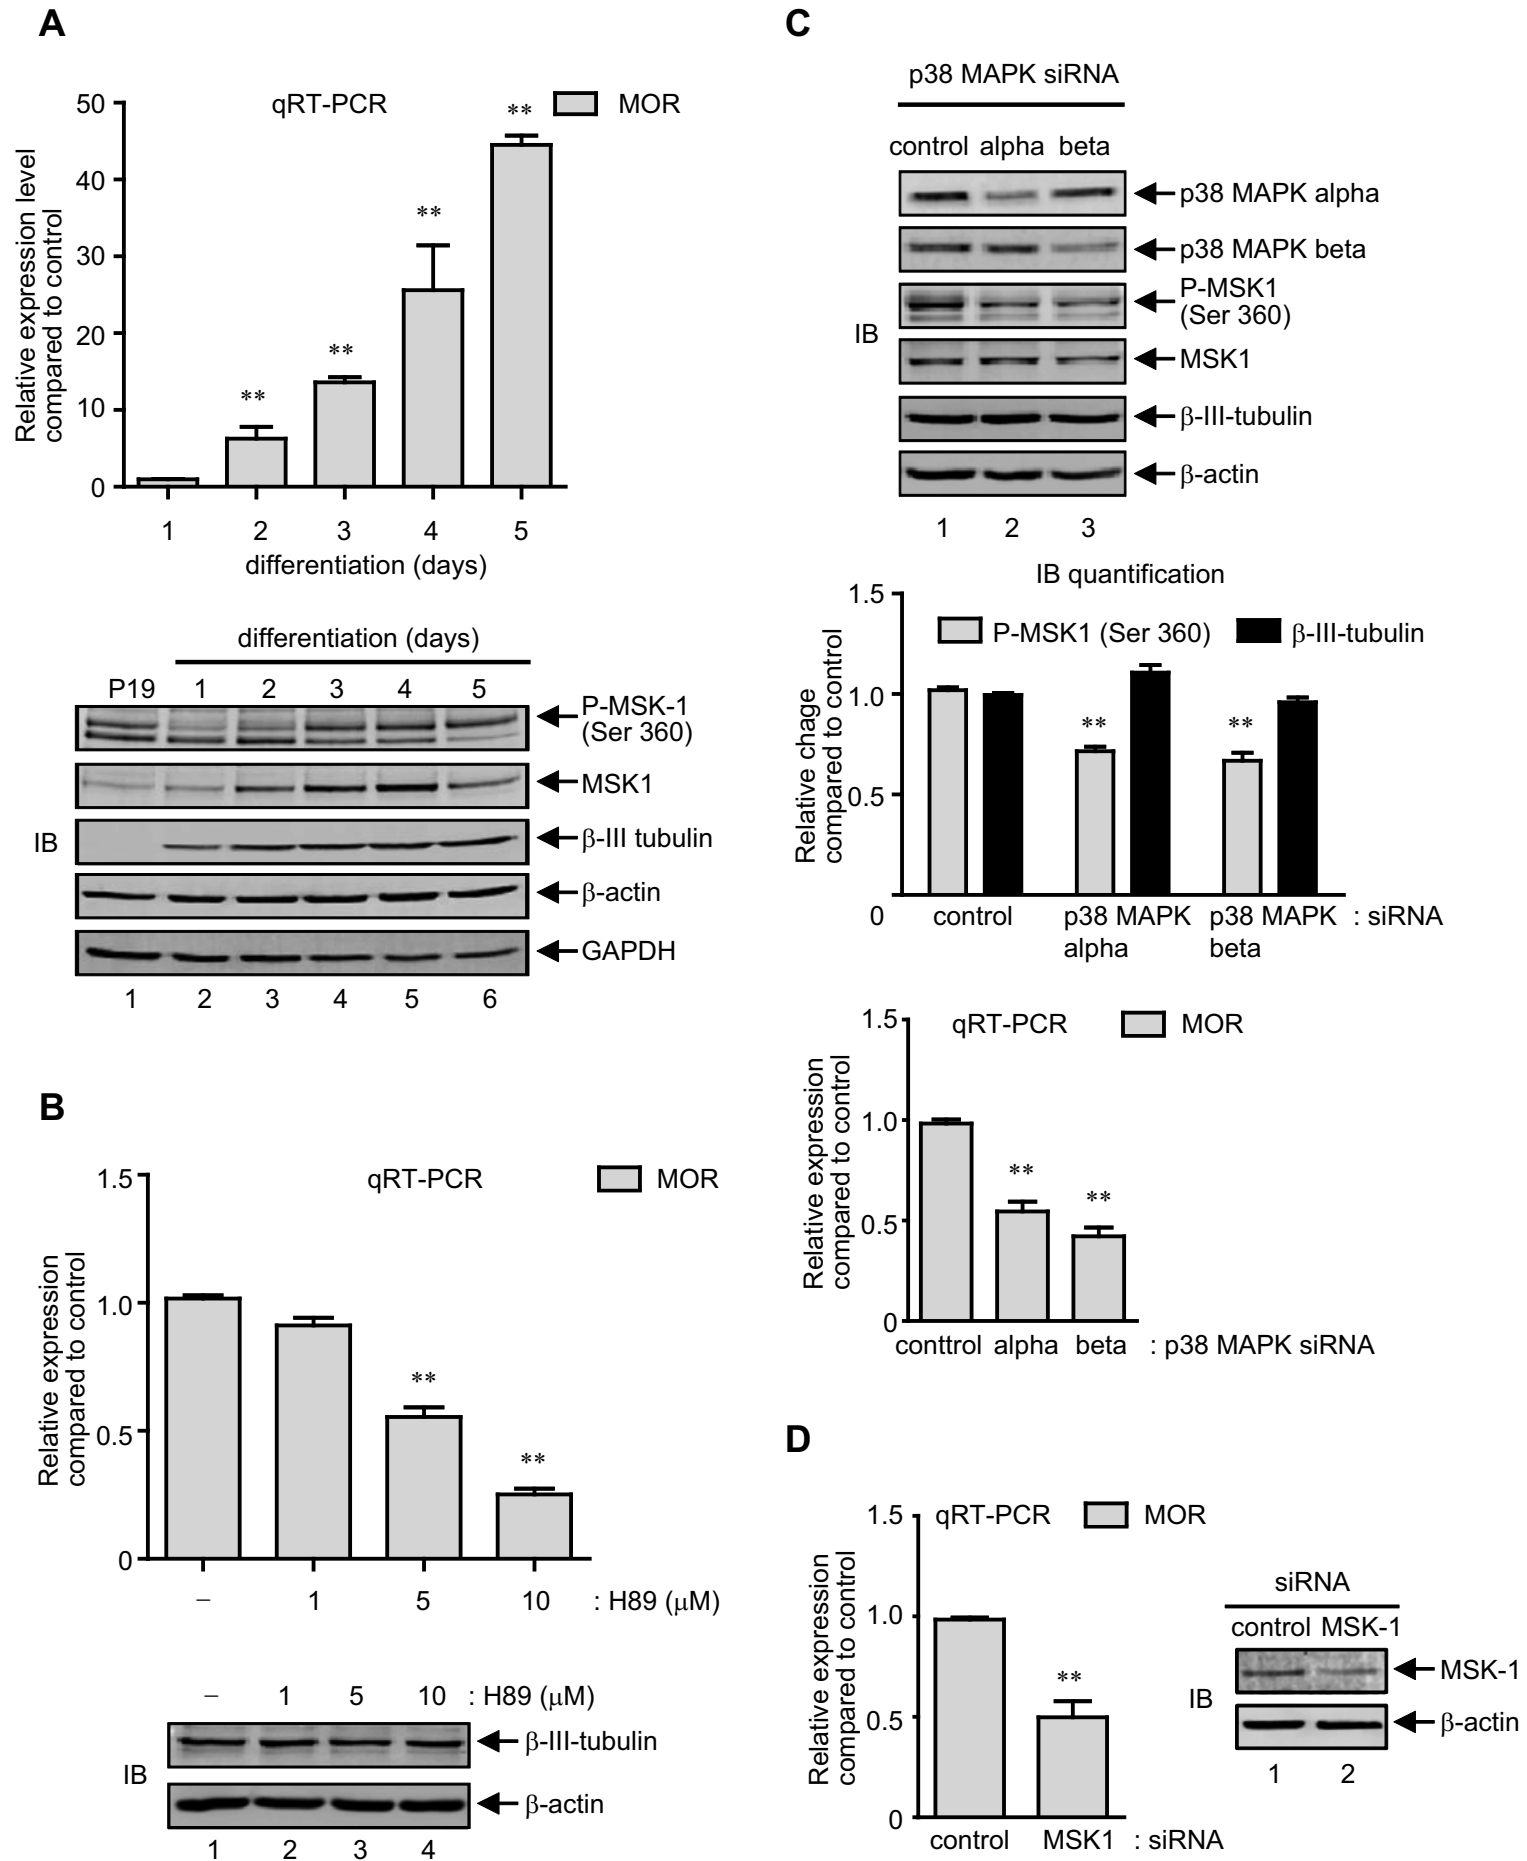 A
qRT-PCR
MOR
Relative expression level
compared to control
50
40
30
20
10
0
**
**
**
**
1 2 3 4 5
differentiation (days)
differentiation (days)
P19 1 2 3 4 5
P-MSK-1
(Ser 360)
MSK1
IB
β-III tubulin
β-actin
GAPDH
1 2 3 4 5 6
B
qRT-PCR
MOR
Relative expression
compared to control
1.5
1.0
0.5
0
**
**
– 1 5 10 : H89 (μM)
– 1 5 10 : H89 (μM)
β-III-tubulin
IB
β-actin
1 2 3 4
C
p38 MAPK siRNA
control alpha beta
p38 MAPK alpha
p38 MAPK beta
P-MSK1
(Ser 360)
IB
MSK1
β-III-tubulin
β-actin
1 2 3
IB quantification
P-MSK1 (Ser 360)
β-III-tubulin
Relative chage
compared to control
1.5
1.0
0.5
0
**
**
control
p38 MAPK
alpha
p38 MAPK
beta
: siRNA
qRT-PCR
MOR
Relative expression
compared to control
1.5
1.0
0.5
0
**
**
conttrol alpha beta : p38 MAPK siRNA
D
qRT-PCR
MOR
Relative expression
compared to control
1.5
1.0
0.5
0
**
control MSK1 : siRNA
siRNA
control MSK-1
MSK-1
IB
β-actin
1 2